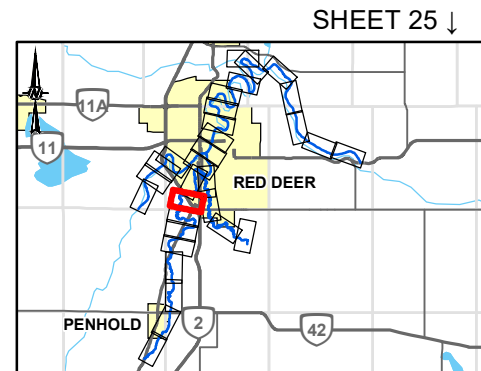 SHEET 25 ↓
11A
11
RED DEER
PENHOLD
2
42